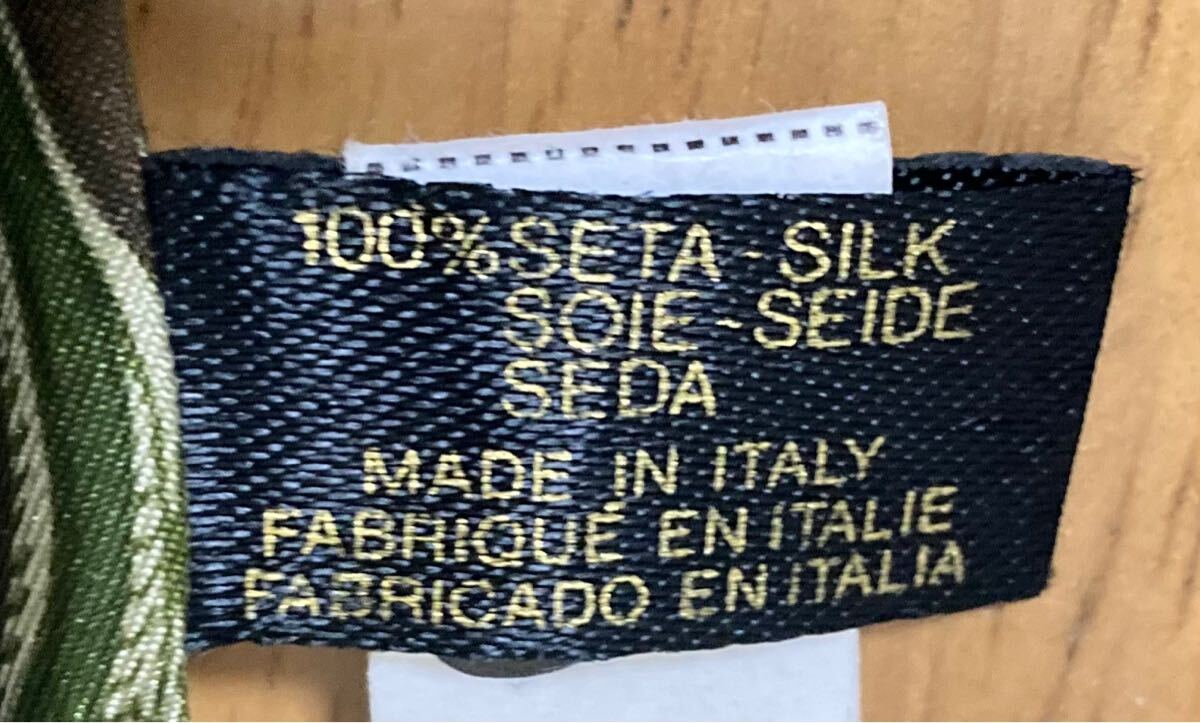 100% SETA - SILK
SOIE - SEIDE
SEDA
MADE IN ITALY
FABRIQUÉ EN ITALIE
FABRICADO EN ITALIA